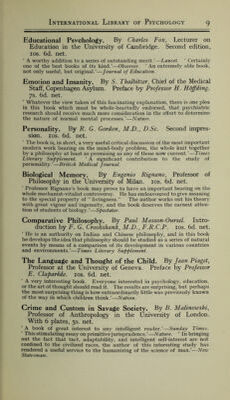 International Library of Psychology 9
Educational Psychology. By Charles Fox, Lecturer on
Education in the University of Cambridge. Second edition,
10s. 6d. net.
' A worthy addition to a series of outstanding merit.'—Lancet. ' Certainly
one of the best books of its kind.'—Observer. ' An extremely able book,
not only useful, but original.'—Journal of Education.
Emotion and Insanity. By S. Thalbitzer, Chief of the Medical
Staff, Copenhagen Asylum. Preface by Professor H. Höffding.
7s. 6d. net.
' Whatever the view taken of this fascinating explanation, there is one plea
in this book which must be whole-heartedly endorsed, that psychiatric
research should receive much more consideration in the effort to determine
the nature of normal mental processes.'—Nature.
Personality. By R. G. Gordon, M.D., D.Sc. Second impres-
sion. 10s. 6d. net.
' The book is, in short, a very useful critical discussion of the most important
modern work bearing on the mind-body problem, the whole knit together
by a philosophy at least as promising as any of those now current.'—Times
Literary Supplement. ' A significant contribution to the study of
personality.'—British Medical Journal.
Biological Memory. By Eugenio Rignano, Professor of
Philosophy in the University of Milan. 10s. 6d. net.
' Professor Rignano's book may prove to have an important bearing on the
whole mechanist-vitalist controversy. He has endeavoured to give meaning
to the special property of " livingness." The author works out his theory
with great vigour and ingenuity, and the book deserves the earnest atten-
tion of students of biology.'—Spectator.
Comparative Philosophy. By Paul Masson-Oursel. Intro-
duction by F. G. Crookshank, M.D., F.R.C.P. 10s. 6d. net.
' He is an authority on Indian and Chinese philosophy, and in this book
he develops the idea that philosophy should be studied as a series of natural
events by means of a comparison of its development in various countries
and environments.'—Times Literary Supplement.
The Language and Thought of the Child. By Jean Piaget,
Professor at the University of Geneva. Preface by Professor
E. Claparède. 10s. 6d. net.
' A very interesting book. Everyone interested in psychology, education,
or the art of thought should read it. The results are surprising, but perhaps
the most surprising thing is how extraordinarily little was previously known
of the way in which children think.'—Nature.
Crime and Custom in Savage Society. By B. Malinowski,
Professor of Anthropology in the University of London.
With 6 plates, 5s. net.
' A book of great interest to any intelligent reader.'—Sunday Times.
' This stimulating essay on primitive jurisprudence.'—Nature. ' In bringing
out the fact that tact, adaptability, and intelligent self-interest are not
confined to the civilized races, the author of this interesting study has
rendered a useful service to the humanizing of the science of man.'—New
Statesman.